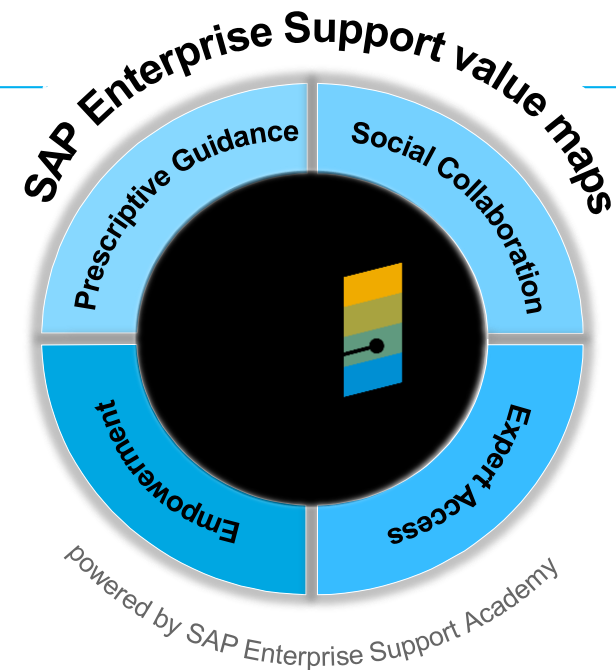 SAP Enterprise Support value maps
Prescriptive Guidance
Social Collaboration
Empowerment
Expert Access
powered by SAP Enterprise Support Academy